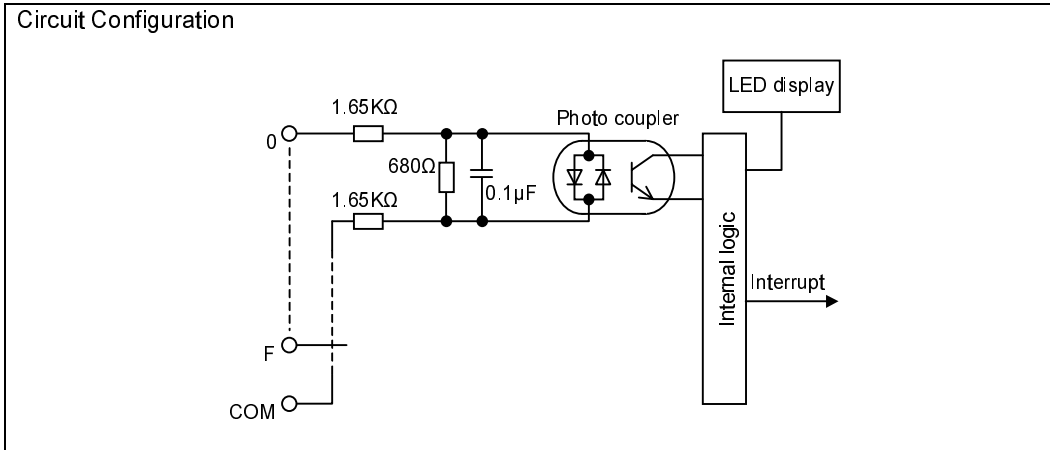 Circuit Configuration
LED display
1.65KΩ
Photo coupler
0
680Ω
0.1µF
1.65KΩ
Internal logic
Interrupt
F
COM